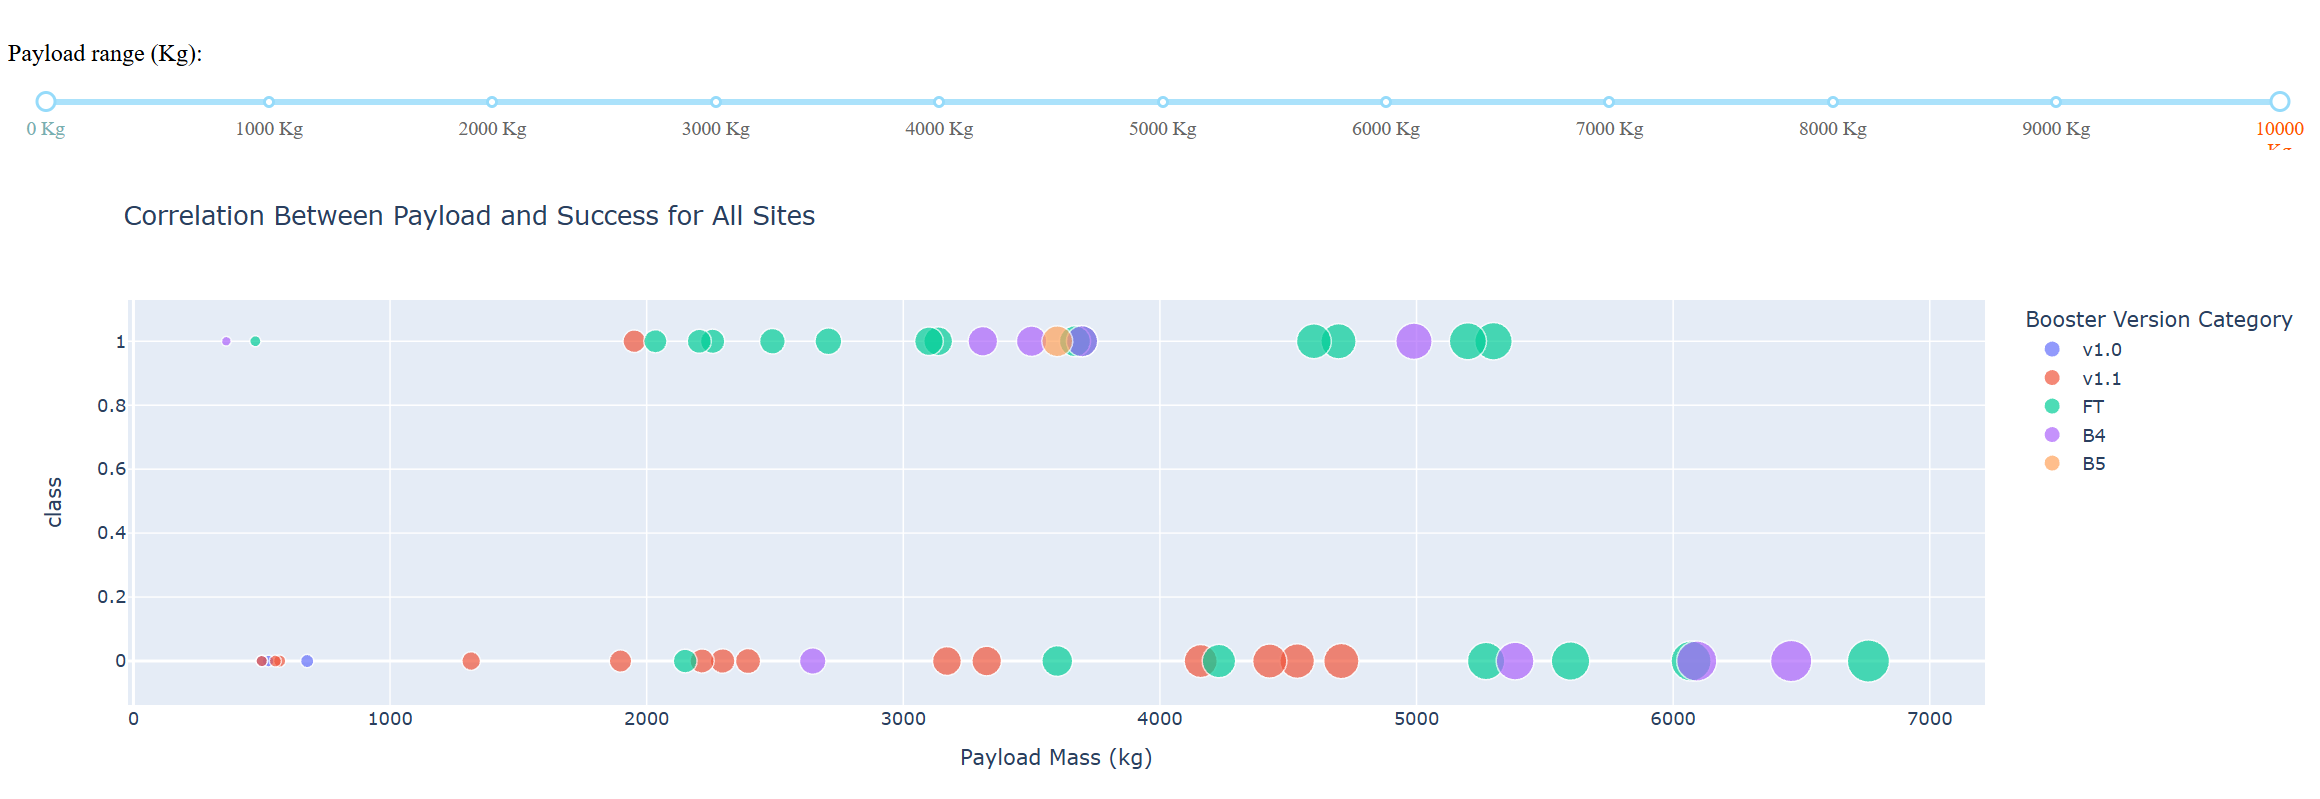 Payload range (Kg):
0 Kg 1000 Kg 2000 Kg 3000 Kg 4000 Kg 5000 Kg 6000 Kg 7000 Kg 8000 Kg 9000 Kg 10000
Kg
Correlation Between Payload and Success for All Sites
Booster Version Category
v1.0
v1.1
FT
B4
B5
class
1
0.8
0.6
0.4
0.2
0
0 1000 2000 3000 4000 5000 6000 7000
Payload Mass (kg)